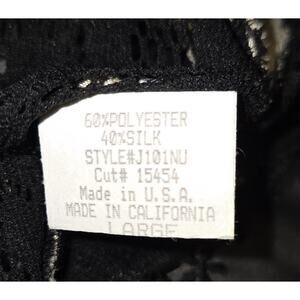 60%POLYESTER
40%SILK
STYLE#J101NU
Cut# 15454
Made in U.S.A.
MADE IN CALIFORNIA
LARGE